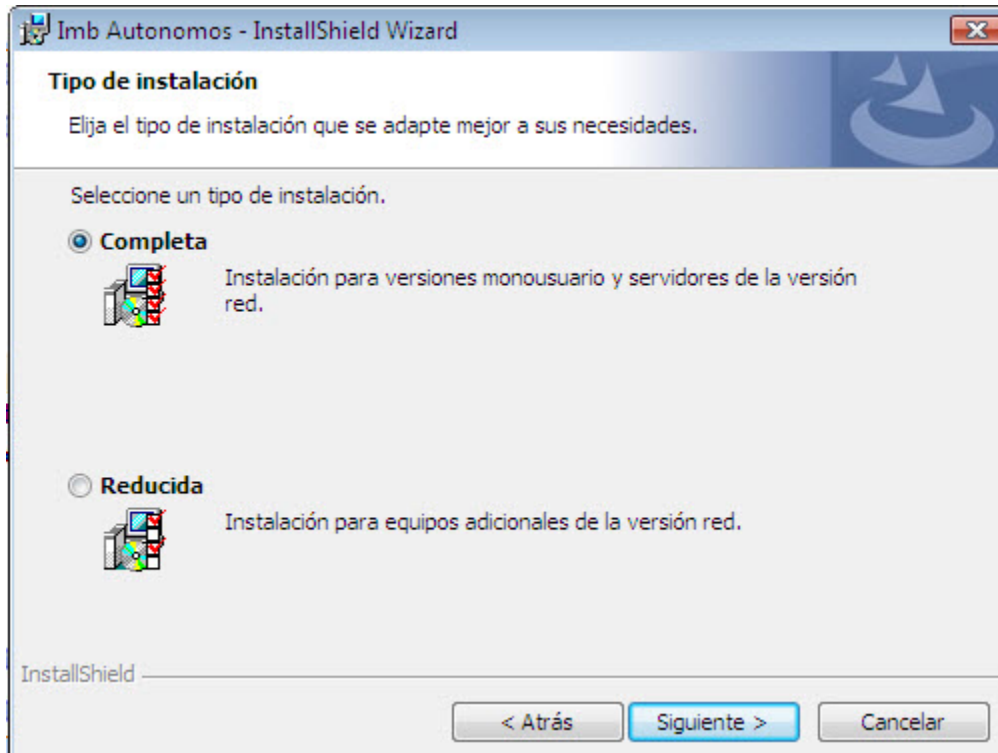 Imb Autonomos - InstallShield Wizard
Tipo de instalación
Elija el tipo de instalación que se adapte mejor a sus necesidades.
Seleccione un tipo de instalación.
Completa
Instalación para versiones monousuario y servidores de la versión
red.
Reducida
Instalación para equipos adicionales de la versión red.
InstallShield
< Atrás
Siguiente >
Cancelar